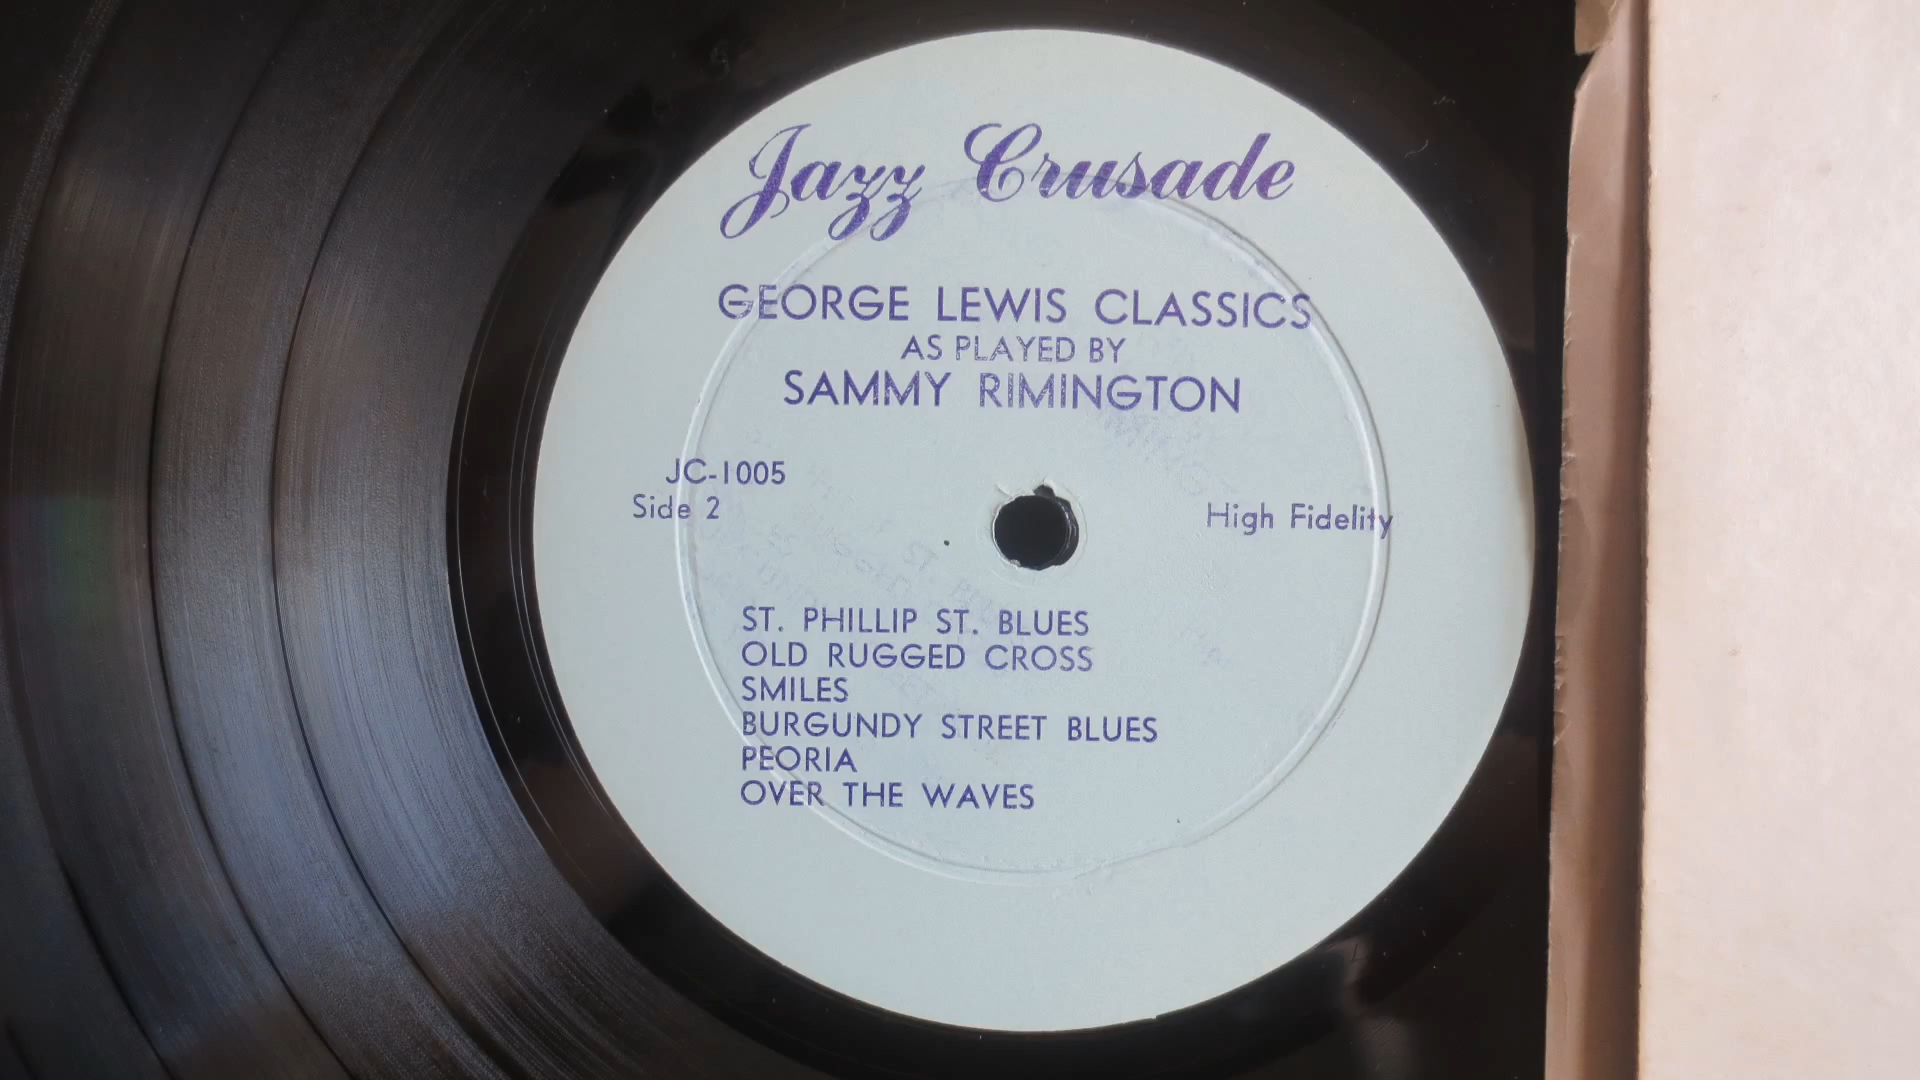 Jazz Crusade
GEORGE LEWIS CLASSICS
AS PLAYED BY
SAMMY RIMINGTON
JC-1005
Side 2
High Fidelity
ST. PHILLIP ST. BLUES
OLD RUGGED CROSS
SMILES
BURGUNDY STREET BLUES
PEORIA
OVER THE WAVES